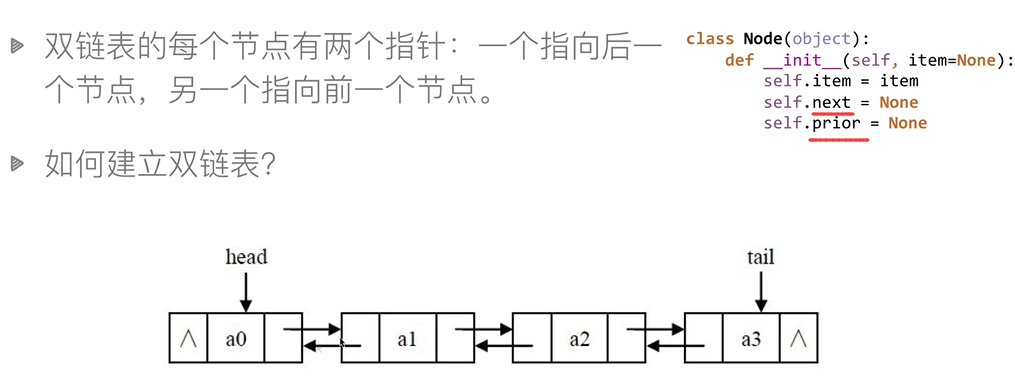 双链表的每个节点有两个指针：一个指向后一
个节点，另一个指向前一个节点。
如何建立双链表？
class Node(object):
    def __init__(self, item=None):
        self.item = item
        self.next = None
        self.prior = None
head
tail
∧ a0 a1 a2 a3 ∧